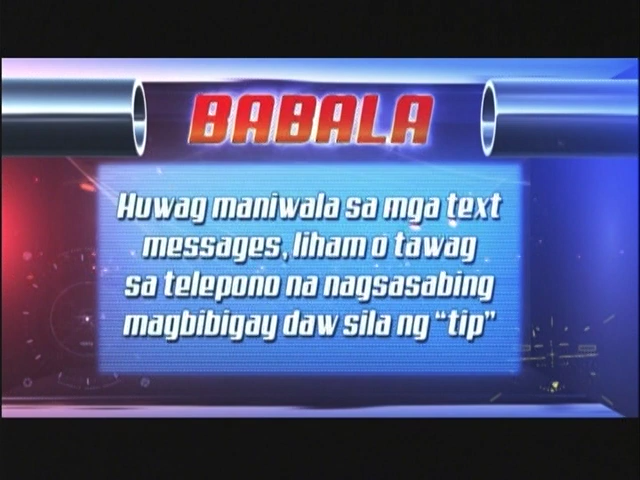 BABALA
Huwag maniwala sa mga text
messages, liham o tawag
sa telepono na nagsasabing
magbibigay daw sila ng “tip”